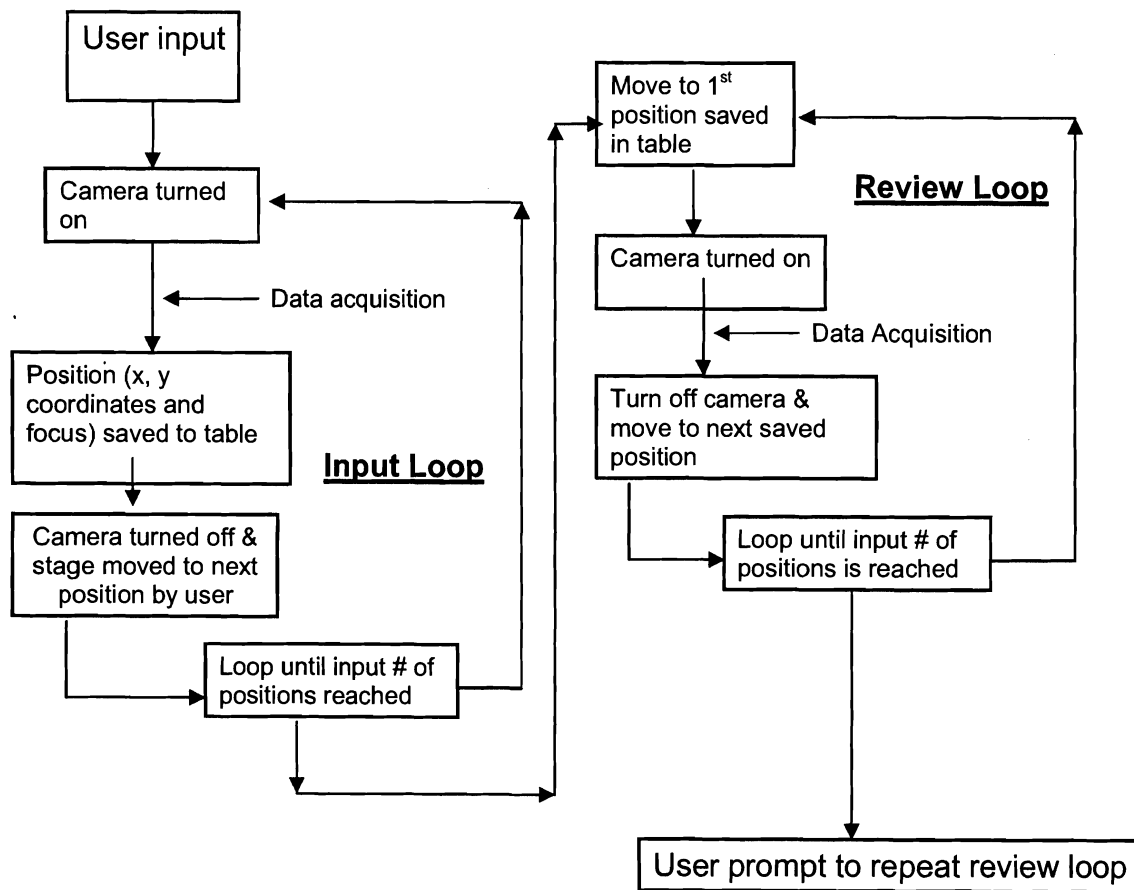 User input
Camera turned
on
Data acquisition
Position (x, y
coordinates and
focus) saved to table
Input Loop
Camera turned off &
stage moved to next
position by user
Loop until input # of
positions reached
Move to 1st
position saved
in table
Review Loop
Camera turned on
Data Acquisition
Turn off camera &
move to next saved
position
Loop until input # of
positions is reached
User prompt to repeat review loop